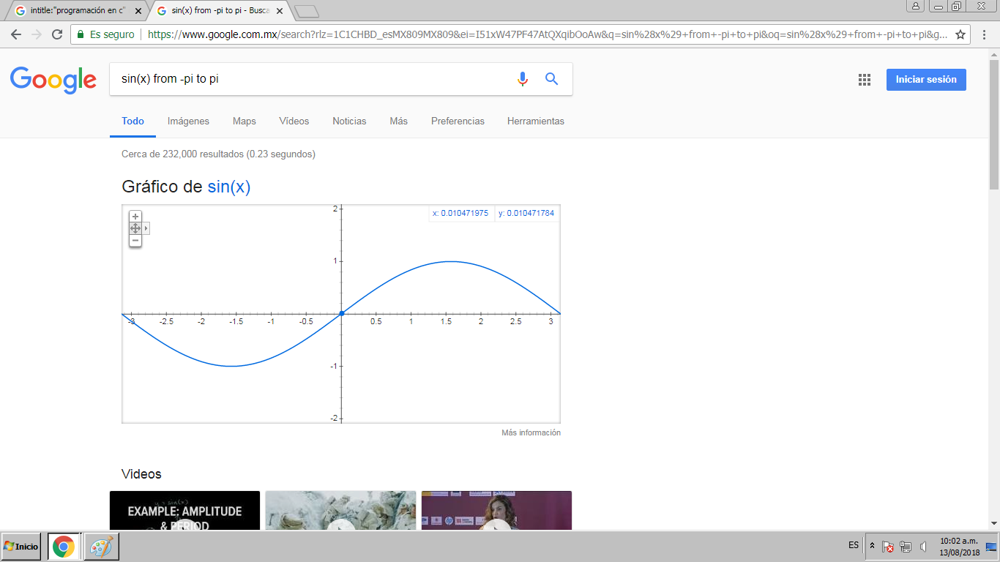 intitle:"programación en c"
sin(x) from -pi to pi - Busca
Es seguro
https://www.google.com.mx/search?rlz=1C1CHBD_esMX809MX809&ei=I51xW47PF47AtQXqibOoAw&q=sin%28x%29+from+-pi+to+pi&oq=sin%28x%29+from+-pi+to+pi&g...
Google
sin(x) from -pi to pi
Iniciar sesión
Todo Imágenes Maps Vídeos Noticias Más Preferencias Herramientas
Cerca de 232,000 resultados (0.23 segundos)
Gráfico de sin(x)
x: 0.010471975 y: 0.010471784
2
1
-3 -2.5 -2 -1.5 -1 -0.5 0.5 1 1.5 2 2.5 3
-1
-2
Más información
Videos
EXAMPLE: AMPLITUDE
& PERIOD
Inicio
ES
10:02 a.m.
13/08/2018